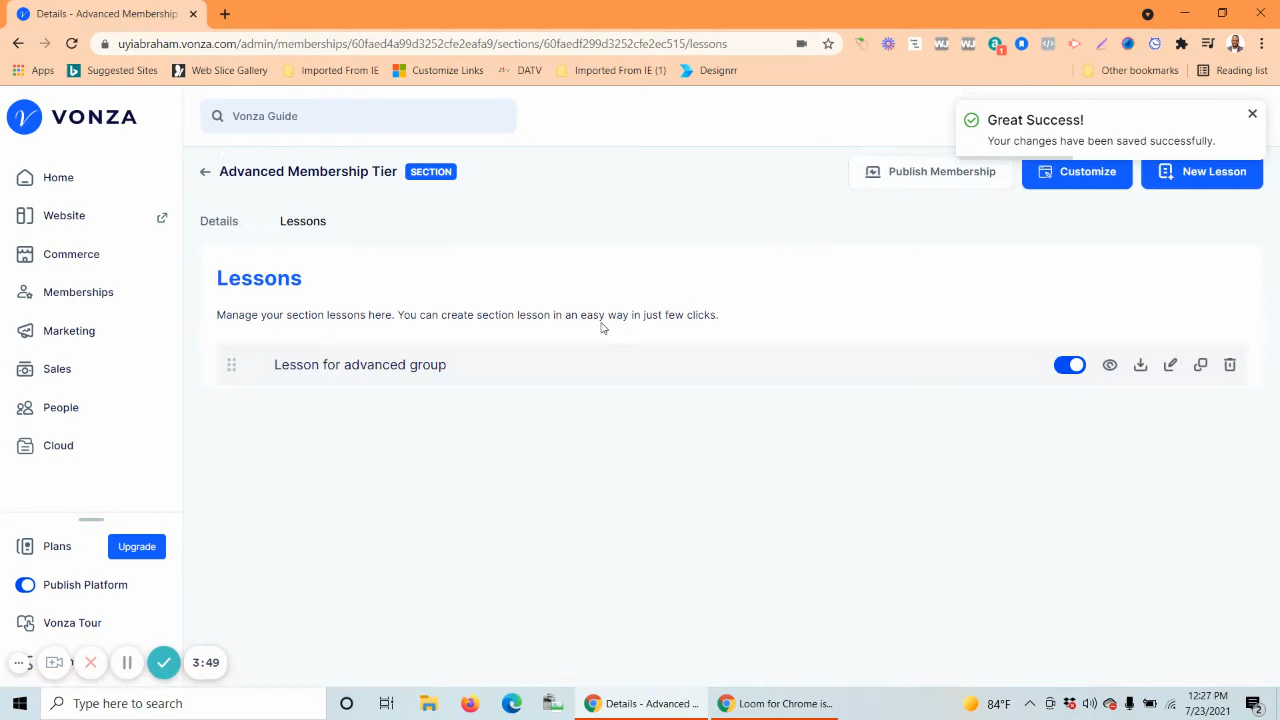 Details - Advanced Membership
uyiabraham.vonza.com/admin/memberships/60faed4a99d3252cfe2eafa9/sections/60faedf299d3252cfe2ec515/lessons
Apps
Suggested Sites
Web Slice Gallery
Imported From IE
Customize Links
DATV
Imported From IE (1)
Designrr
Other bookmarks
Reading list
VONZA
Vonza Guide
Great Success!
Your changes have been saved successfully.
Advanced Membership Tier
SECTION
Publish Membership
Customize
New Lesson
Home
Website
Commerce
Memberships
Marketing
Sales
People
Cloud
Details
Lessons
Lessons
Manage your section lessons here. You can create section lesson in an easy way in just few clicks.
Lesson for advanced group
Plans
Upgrade
Publish Platform
Vonza Tour
3:49
Type here to search
Details - Advanced ...
Loom for Chrome is...
84°F
12:27 PM
7/23/2021
2